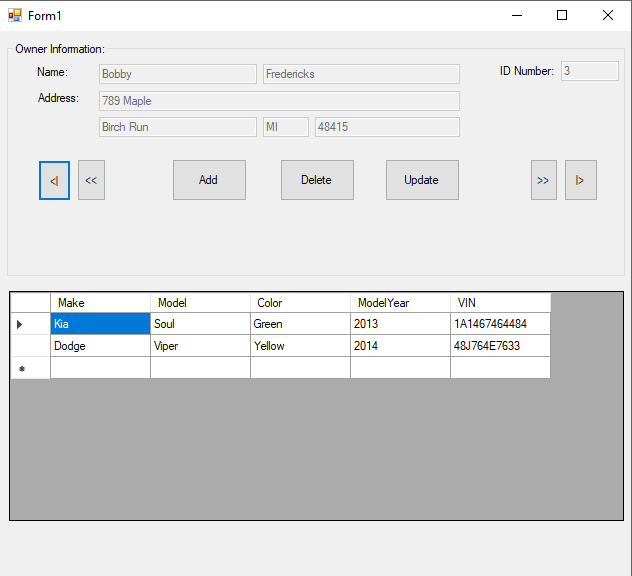 Form1
Owner Information:
Name: Bobby Fredericks ID Number: 3
Address: 789 Maple
Birch Run MI 48415
<| << Add Delete Update >> |>
Make Model Color ModelYear VIN
Kia Soul Green 2013 1A1467464484
Dodge Viper Yellow 2014 48J764E7633